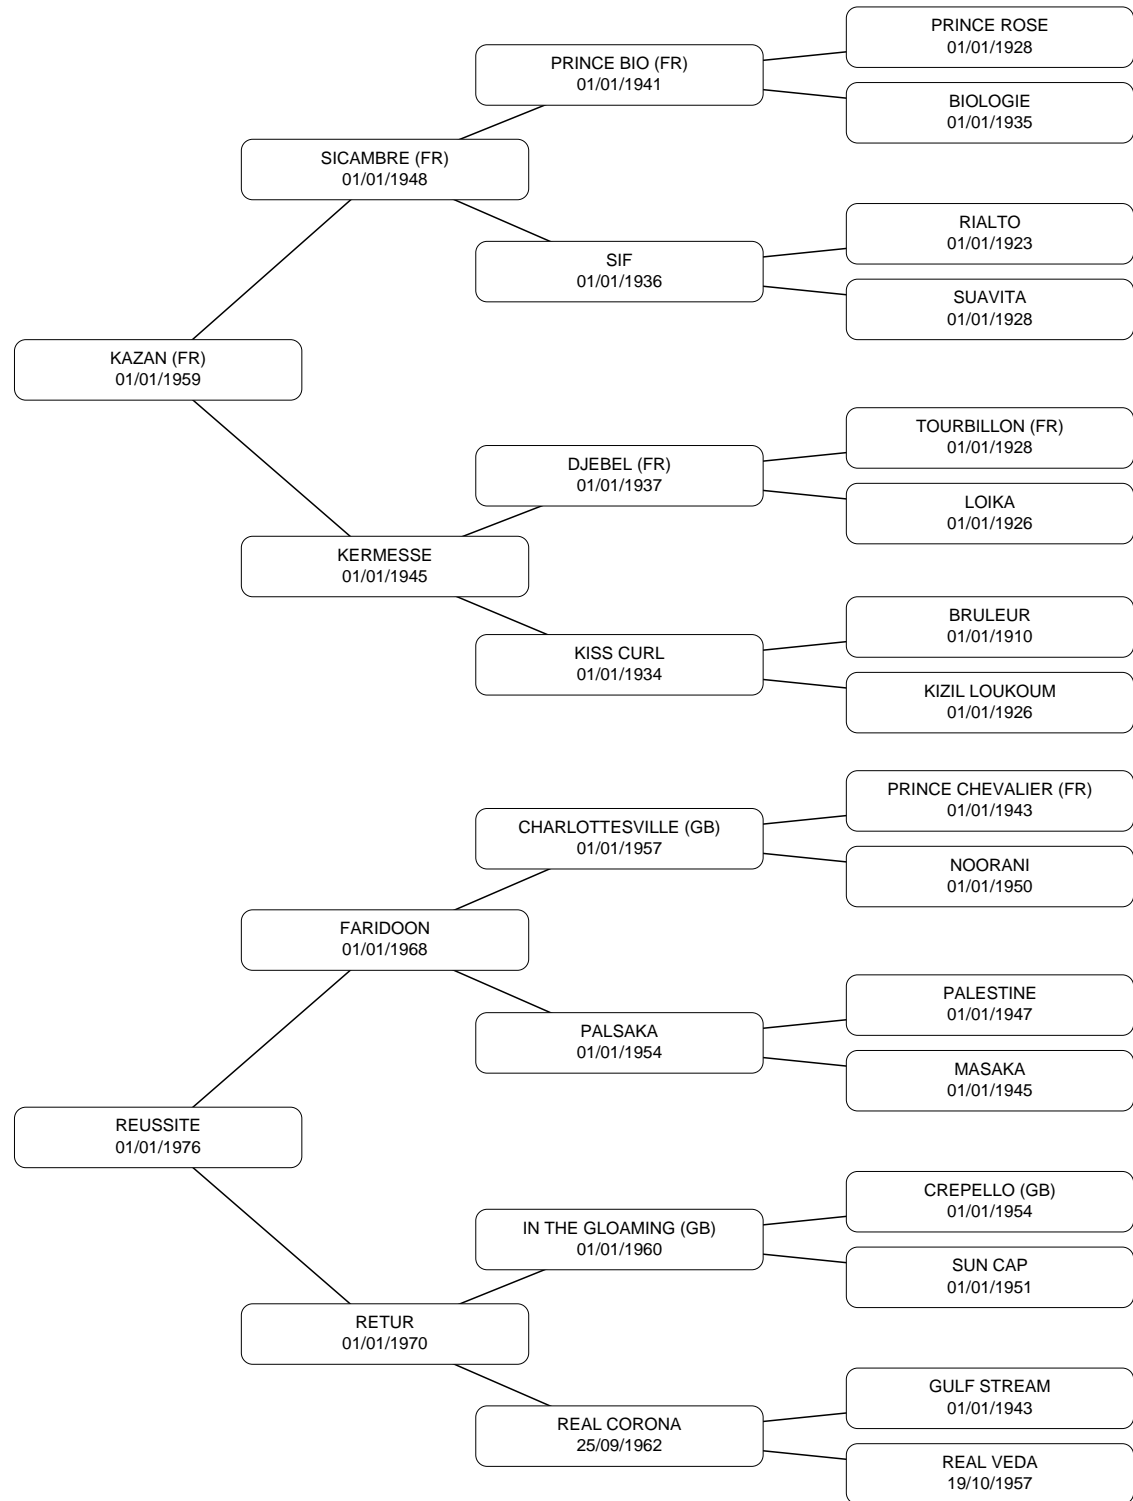 PRINCE ROSE
01/01/1928
PRINCE BIO (FR)
01/01/1941
BIOLOGIE
01/01/1935
SICAMBRE (FR)
01/01/1948
RIALTO
01/01/1923
SIF
01/01/1936
SUAVITA
01/01/1928
KAZAN (FR)
01/01/1959
TOURBILLON (FR)
01/01/1928
DJEBEL (FR)
01/01/1937
LOIKA
01/01/1926
KERMESSE
01/01/1945
BRULEUR
01/01/1910
KISS CURL
01/01/1934
KIZIL LOUKOUM
01/01/1926
PRINCE CHEVALIER (FR)
01/01/1943
CHARLOTTESVILLE (GB)
01/01/1957
NOORANI
01/01/1950
FARIDOON
01/01/1968
PALESTINE
01/01/1947
PALSAKA
01/01/1954
MASAKA
01/01/1945
REUSSITE
01/01/1976
CREPELLO (GB)
01/01/1954
IN THE GLOAMING (GB)
01/01/1960
SUN CAP
01/01/1951
RETUR
01/01/1970
GULF STREAM
01/01/1943
REAL CORONA
25/09/1962
REAL VEDA
19/10/1957